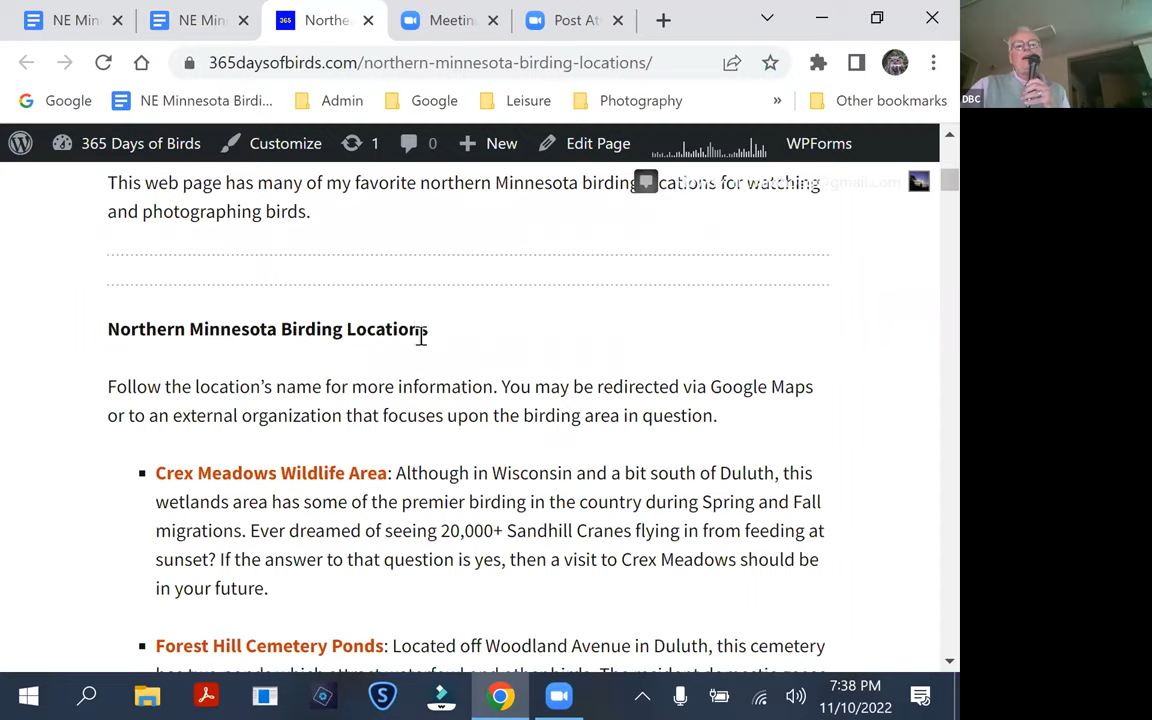 NE Min
NE Min
365
Northe
Meetin
Post At
365daysofbirds.com/northern-minnesota-birding-locations/
Google
NE Minnesota Birdi...
Admin
Google
Leisure
Photography
»
Other bookmarks
DBC
365 Days of Birds
Customize
1
0
New
Edit Page
WPForms
This web page has many of my favorite northern Minnesota birding locations for watching
and photographing birds.
Northern Minnesota Birding Locations
Follow the location’s name for more information. You may be redirected via Google Maps
or to an external organization that focuses upon the birding area in question.
Crex Meadows Wildlife Area: Although in Wisconsin and a bit south of Duluth, this
wetlands area has some of the premier birding in the country during Spring and Fall
migrations. Ever dreamed of seeing 20,000+ Sandhill Cranes flying in from feeding at
sunset? If the answer to that question is yes, then a visit to Crex Meadows should be
in your future.
Forest Hill Cemetery Ponds: Located off Woodland Avenue in Duluth, this cemetery
7:38 PM
11/10/2022